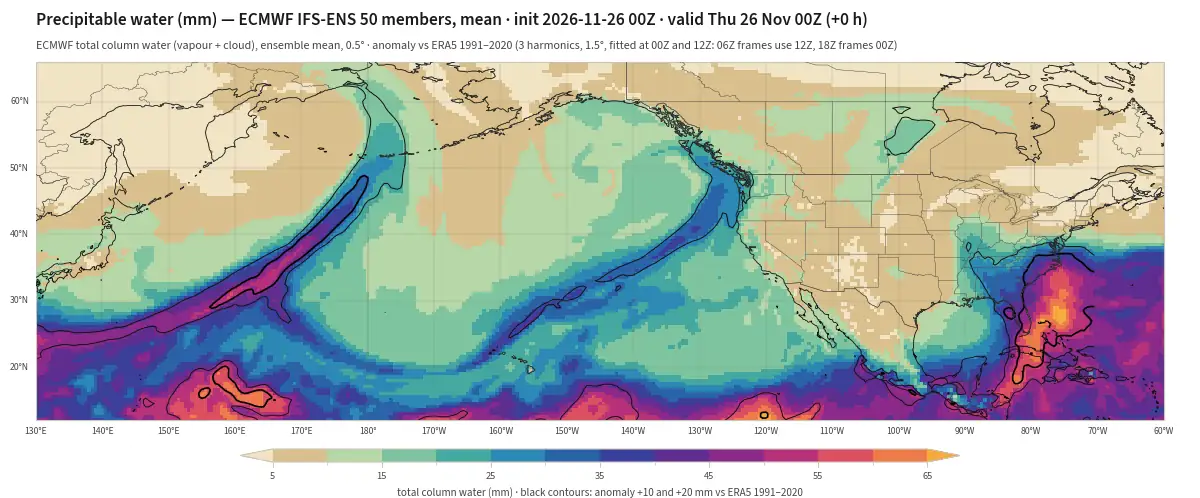 Precipitable water (mm) — ECMWF IFS-ENS 50 members, mean · init 2026-11-26 00Z · valid Thu 26 Nov 00Z (+0 h)
ECMWF total column water (vapour + cloud), ensemble mean, 0.5° · anomaly vs ERA5 1991–2020 (3 harmonics, 1.5°, fitted at 00Z and 12Z: 06Z frames use 12Z, 18Z frames 00Z)
60°N
50°N
40°N
30°N
20°N
130°E 140°E 150°E 160°E 170°E 180° 170°W 160°W 150°W 140°W 130°W 120°W 110°W 100°W 90°W 80°W 70°W 60°W
5 15 25 35 45 55 65
total column water (mm) · black contours: anomaly +10 and +20 mm vs ERA5 1991–2020